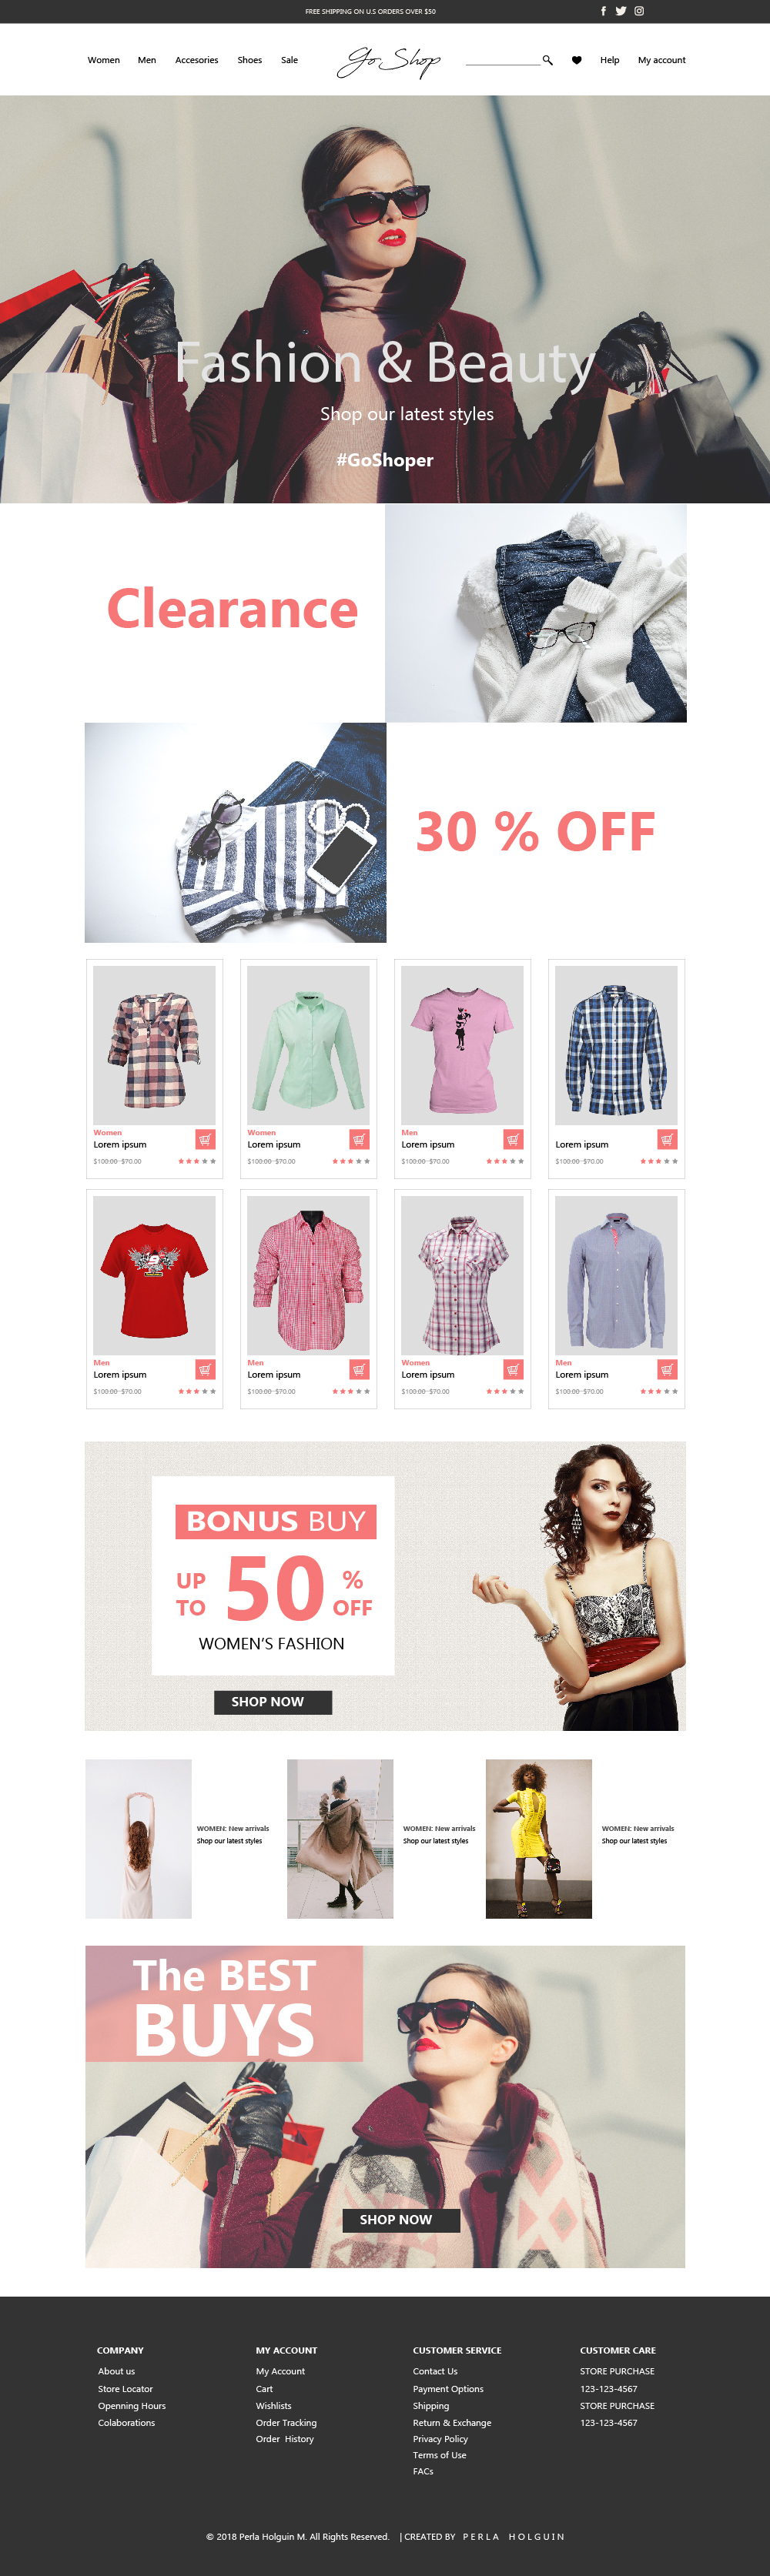 FREE SHIPPING ON U.S ORDERS OVER $50
Women Men Accesories Shoes Sale Go Shop Help My account
Fashion & Beauty
Shop our latest styles
#GoShoper
Clearance
30 % OFF
Women Women Men
Lorem ipsum Lorem ipsum Lorem ipsum Lorem ipsum
$100.00 $70.00 $100.00 $70.00 $100.00 $70.00 $100.00 $70.00
Men Men Women Men
Lorem ipsum Lorem ipsum Lorem ipsum Lorem ipsum
$100.00 $70.00 $100.00 $70.00 $100.00 $70.00 $100.00 $70.00
BONUS BUY
UP TO 50 % OFF
WOMEN'S FASHION
SHOP NOW
WOMEN: New arrivals
Shop our latest styles
WOMEN: New arrivals
Shop our latest styles
WOMEN: New arrivals
Shop our latest styles
The BEST
BUYS
SHOP NOW
COMPANY
About us
Store Locator
Openning Hours
Colaborations
MY ACCOUNT
My Account
Cart
Wishlists
Order Tracking
Order History
CUSTOMER SERVICE
Contact Us
Payment Options
Shipping
Return & Exchange
Privacy Policy
Terms of Use
FACs
CUSTOMER CARE
STORE PURCHASE
123-123-4567
STORE PURCHASE
123-123-4567
© 2018 Perla Holguin M. All Rights Reserved. | CREATED BY PERLA HOLGUIN